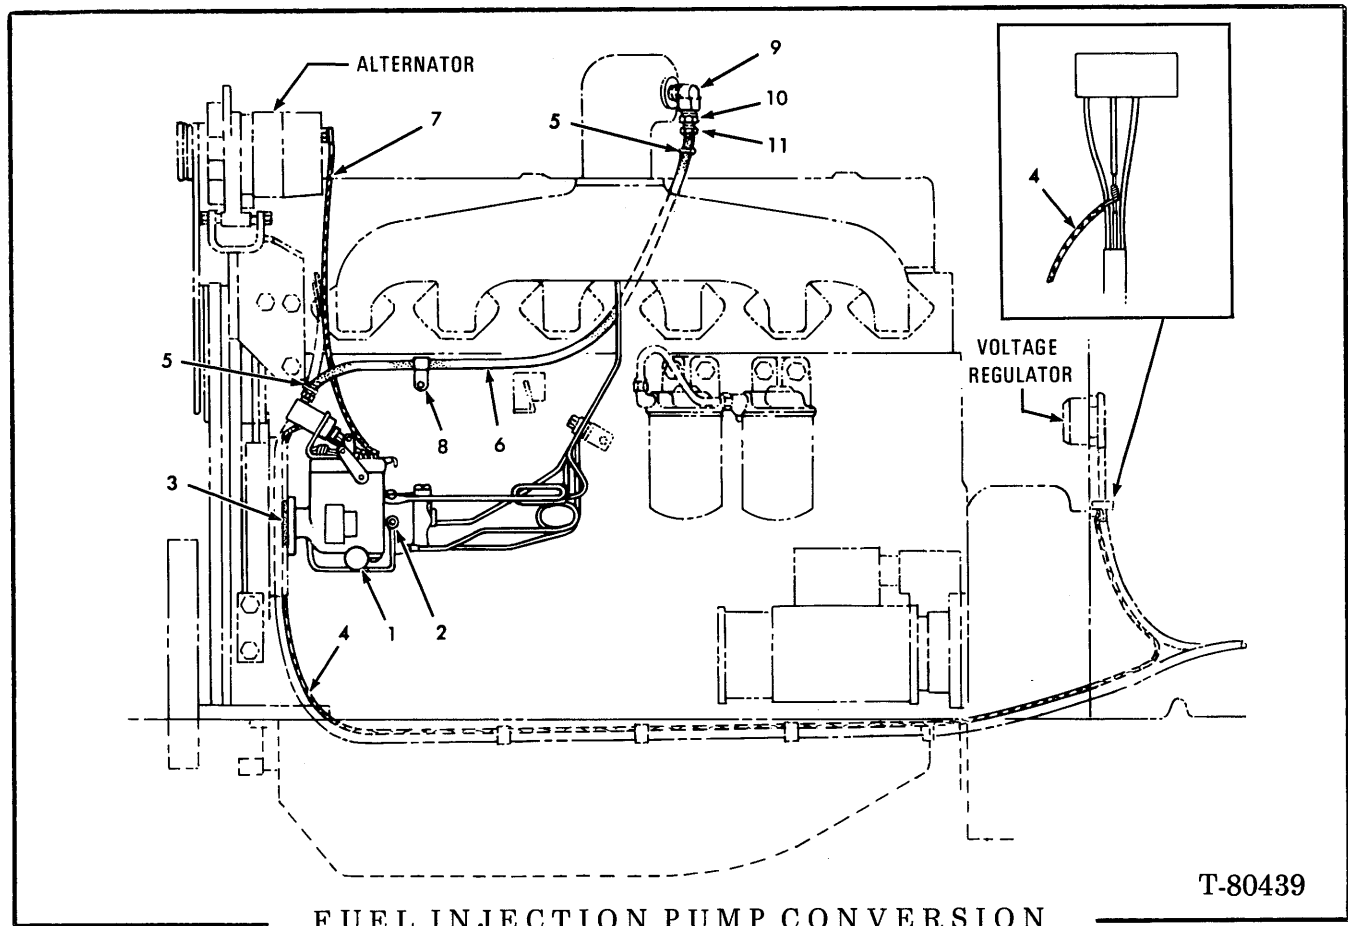 ALTERNATOR
9
10
11
5
7
4
VOLTAGE
REGULATOR
5
8
6
3
1
2
4
T-80439
FUEL INJECTION PUMP CONVERSION